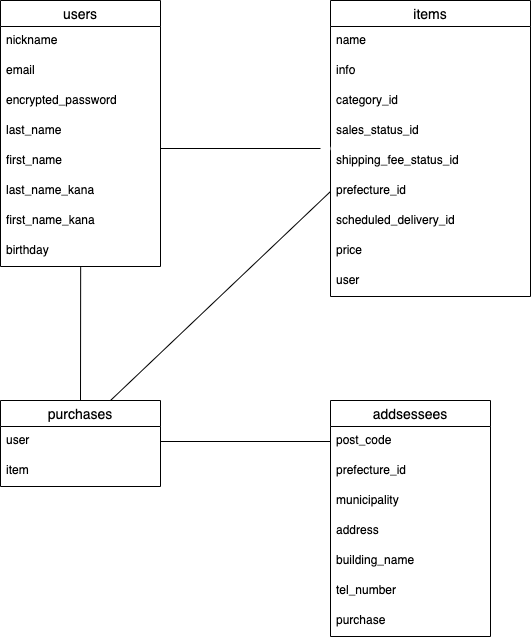 users
nickname
email
encrypted_password
last_name
first_name
last_name_kana
first_name_kana
birthday
items
name
info
category_id
sales_status_id
shipping_fee_status_id
prefecture_id
scheduled_delivery_id
price
user
purchases
user
item
addsessees
post_code
prefecture_id
municipality
address
building_name
tel_number
purchase